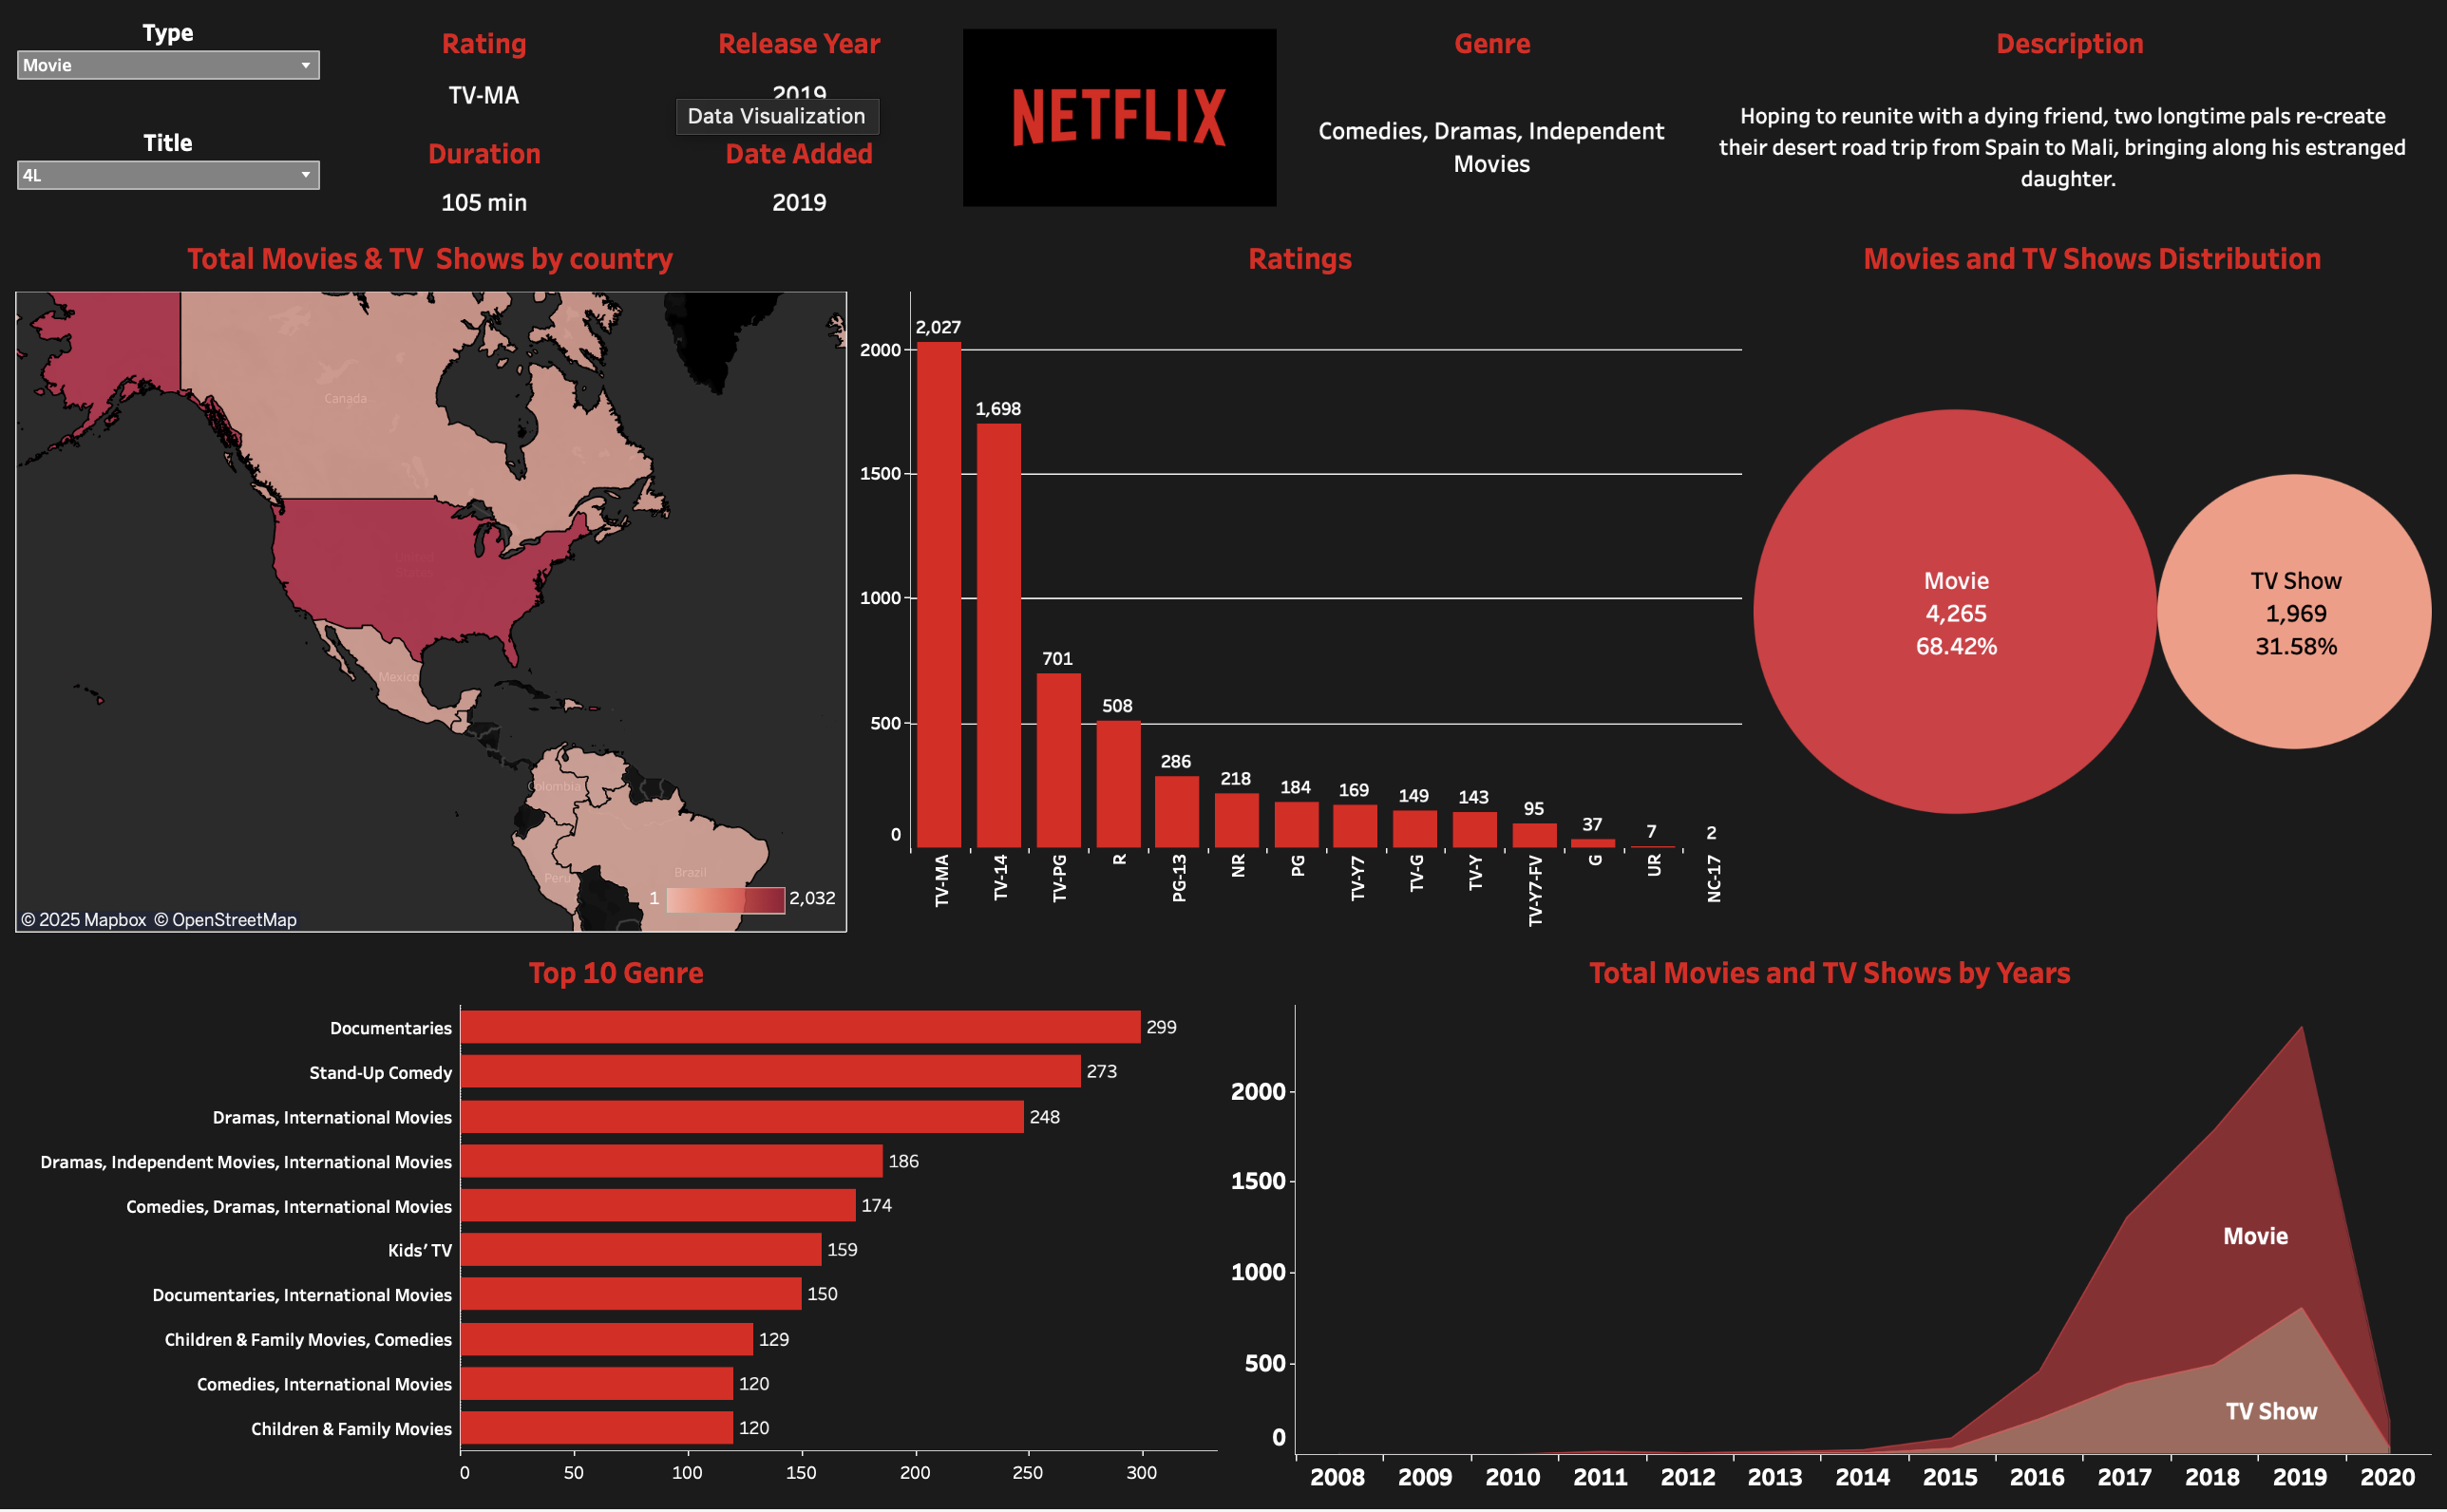 Type
Movie
Title
4L
Rating
TV-MA
Duration
105 min
Release Year
2019
Data Visualization
Date Added
2019
NETFLIX
Genre
Comedies, Dramas, Independent
Movies
Description
Hoping to reunite with a dying friend, two longtime pals re-create
their desert road trip from Spain to Mali, bringing along his estranged
daughter.
Total Movies & TV Shows by country
Canada
United
States
Mexico
Colombia
Peru
Brazil
1
2,032
© 2025 Mapbox © OpenStreetMap
Ratings
2000
1500
1000
500
0
2,027
1,698
701
508
286
218
184
169
149
143
95
37
7
2
TV-MA
TV-14
TV-PG
R
PG-13
NR
PG
TV-Y7
TV-G
TV-Y
TV-Y7-FV
G
UR
NC-17
Movies and TV Shows Distribution
Movie
4,265
68.42%
TV Show
1,969
31.58%
Top 10 Genre
Documentaries 299
Stand-Up Comedy 273
Dramas, International Movies 248
Dramas, Independent Movies, International Movies 186
Comedies, Dramas, International Movies 174
Kids’ TV 159
Documentaries, International Movies 150
Children & Family Movies, Comedies 129
Comedies, International Movies 120
Children & Family Movies 120
0 50 100 150 200 250 300
Total Movies and TV Shows by Years
2000
1500
1000
500
0
Movie
TV Show
2008 2009 2010 2011 2012 2013 2014 2015 2016 2017 2018 2019 2020